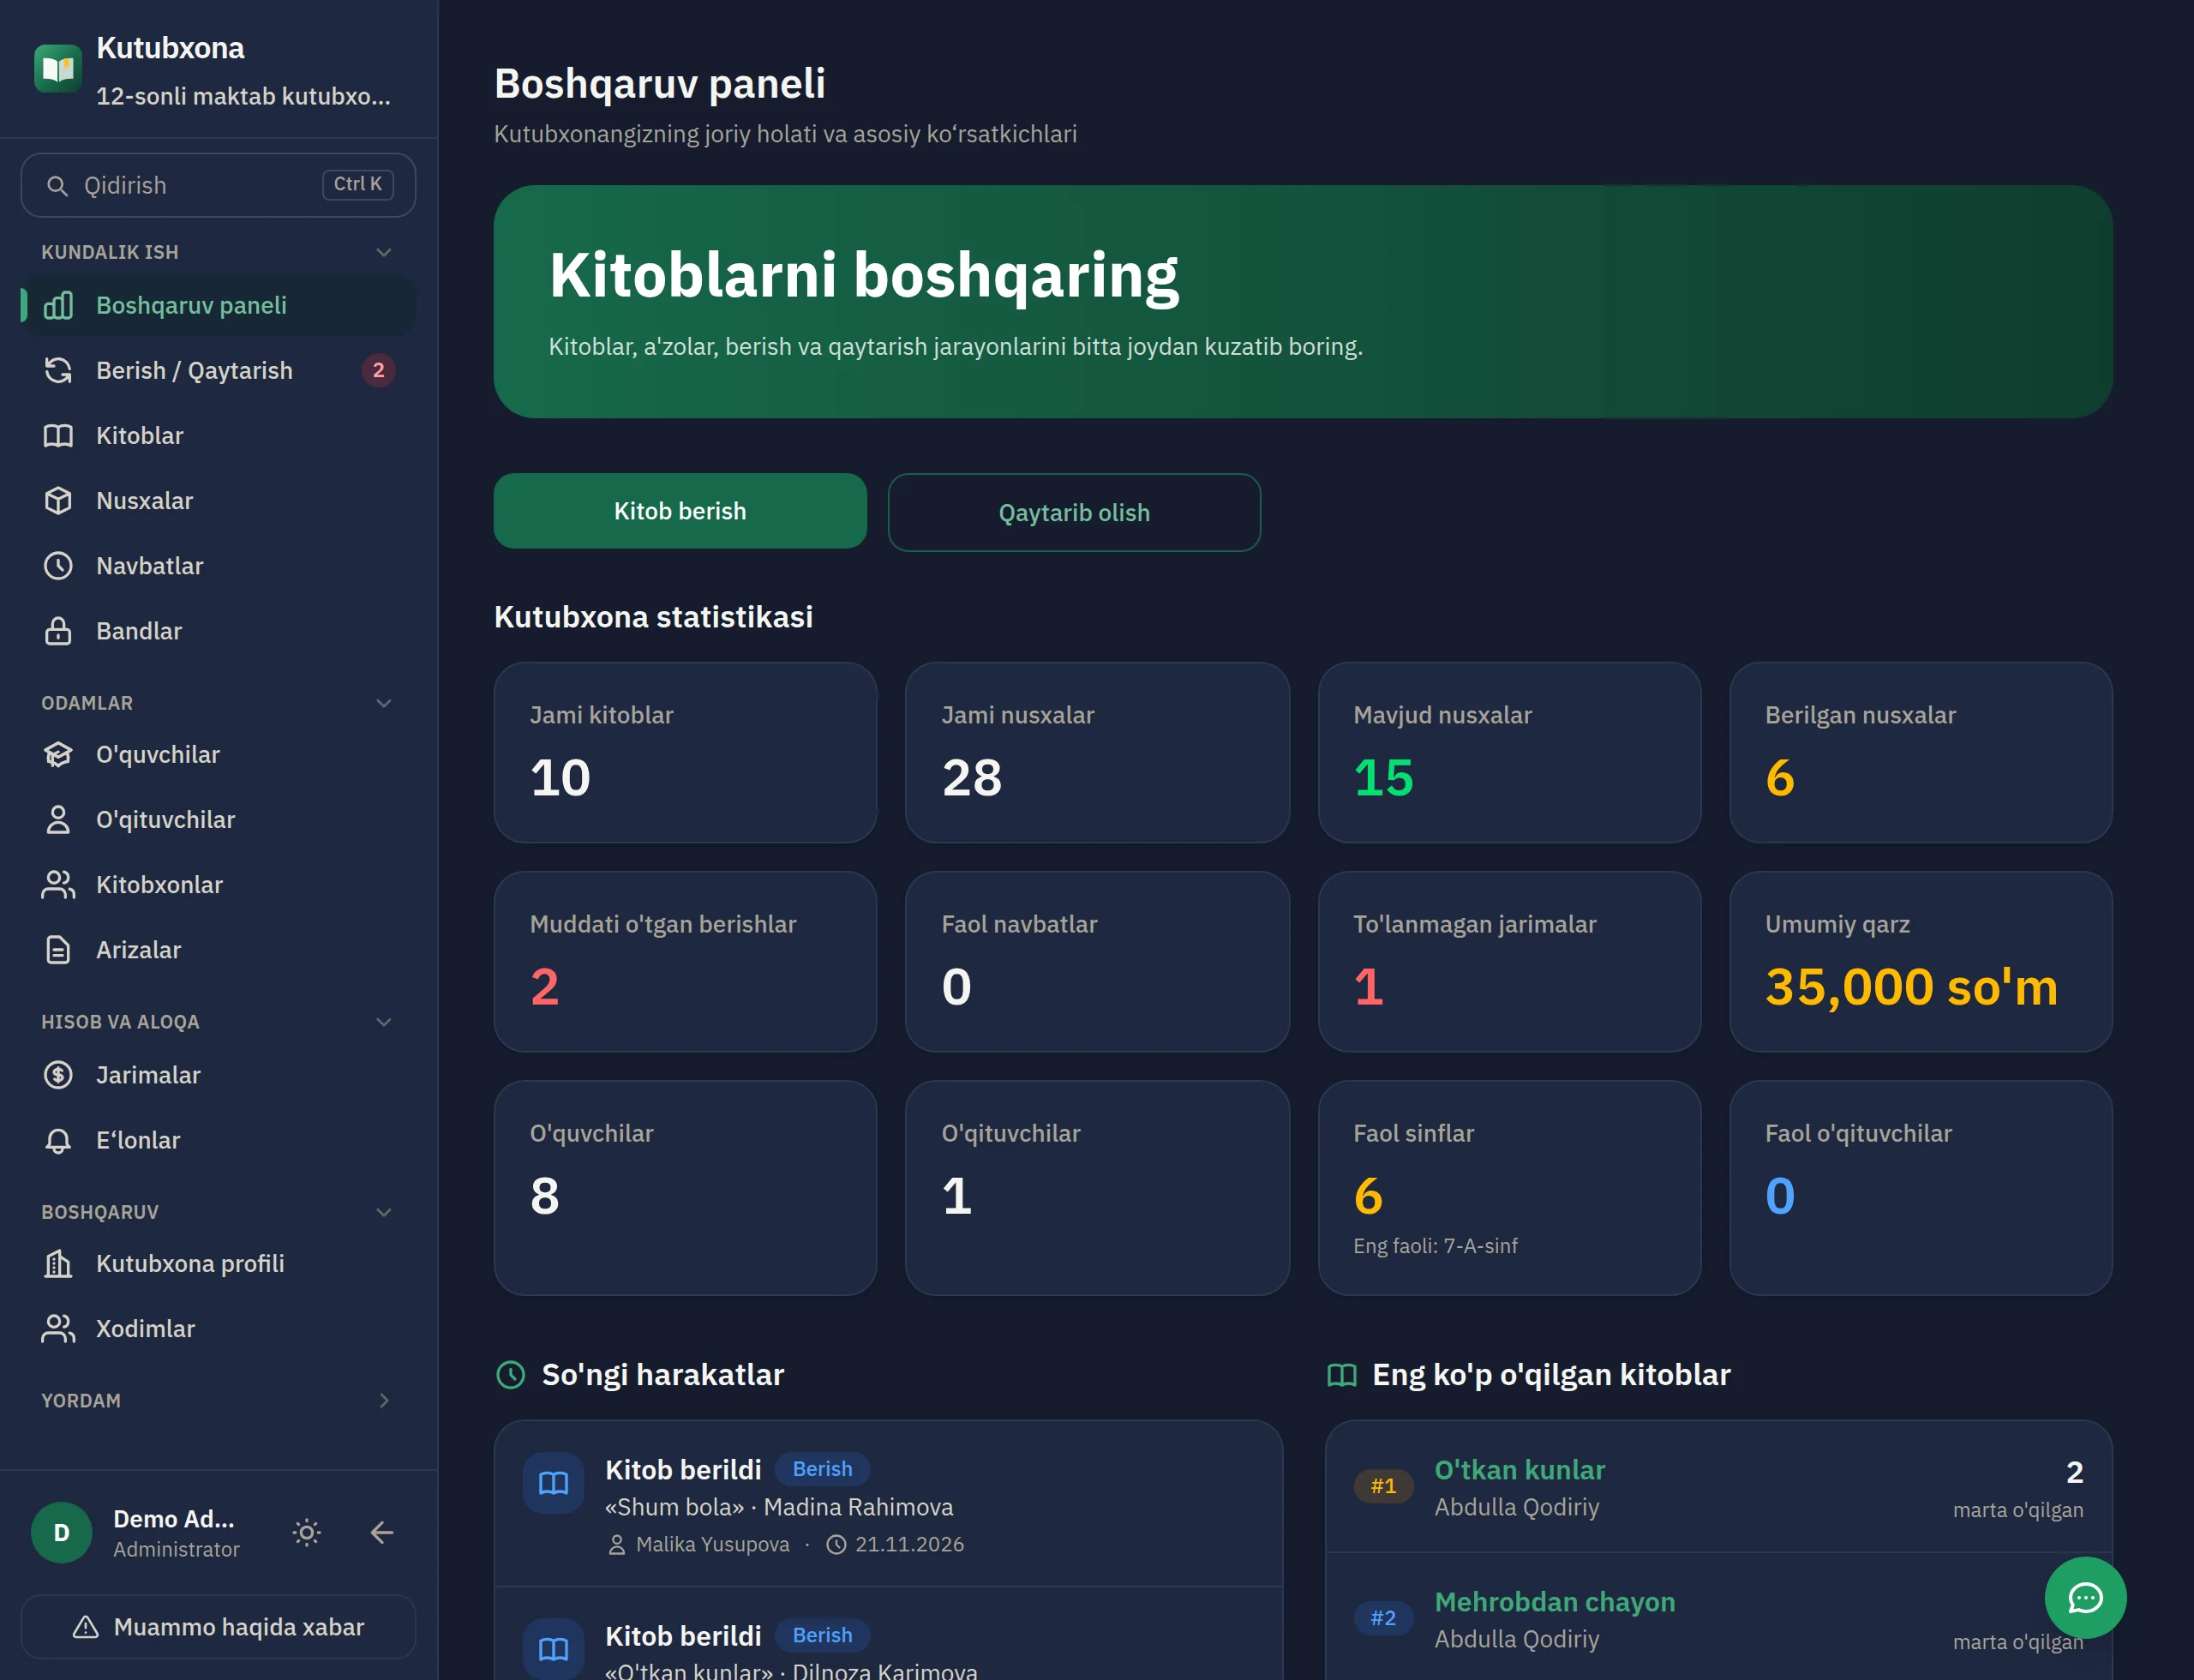 Kutubxona
12-sonli maktab kutubxo...
Qidirish
Ctrl K
KUNDALIK ISH
Boshqaruv paneli
Berish / Qaytarish
2
Kitoblar
Nusxalar
Navbatlar
Bandlar
ODAMLAR
O'quvchilar
O'qituvchilar
Kitobxonlar
Arizalar
HISOB VA ALOQA
Jarimalar
E‘lonlar
BOSHQARUV
Kutubxona profili
Xodimlar
YORDAM
D
Demo Ad...
Administrator
Muammo haqida xabar
Boshqaruv paneli
Kutubxonangizning joriy holati va asosiy ko‘rsatkichlari
Kitoblarni boshqaring
Kitoblar, a'zolar, berish va qaytarish jarayonlarini bitta joydan kuzatib boring.
Kitob berish
Qaytarib olish
Kutubxona statistikasi
Jami kitoblar
10
Jami nusxalar
28
Mavjud nusxalar
15
Berilgan nusxalar
6
Muddati o'tgan berishlar
2
Faol navbatlar
0
To'lanmagan jarimalar
1
Umumiy qarz
35,000 so'm
O'quvchilar
8
O'qituvchilar
1
Faol sinflar
6
Eng faoli: 7-A-sinf
Faol o'qituvchilar
0
So'ngi harakatlar
Kitob berildi
Berish
«Shum bola» · Madina Rahimova
Malika Yusupova · 21.11.2026
Kitob berildi
Berish
«O'tkan kunlar» · Dilnoza Karimova
Eng ko'p o'qilgan kitoblar
#1
O'tkan kunlar
Abdulla Qodiriy
2
marta o'qilgan
#2
Mehrobdan chayon
Abdulla Qodiriy
marta o'qilgan